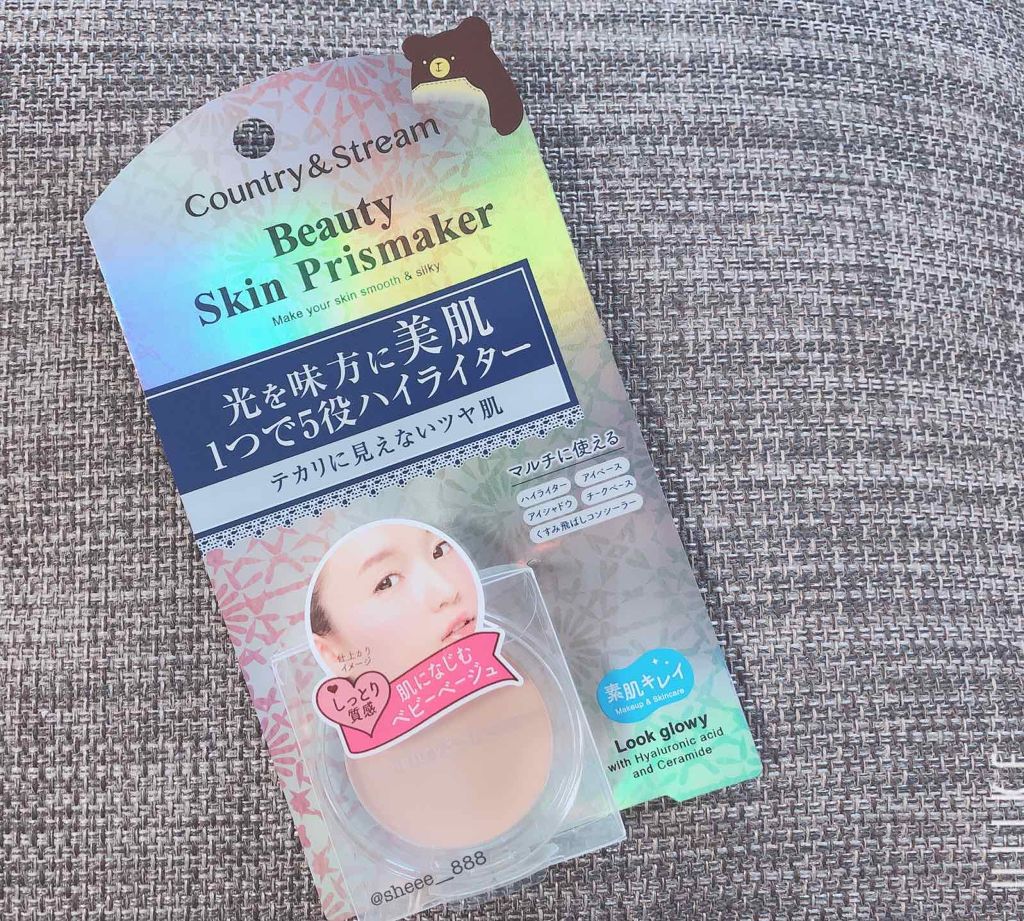 Country&Stream
Beauty
Skin Prismaker
Make your skin smooth & silky
光を味方に美肌
1つで5役ハイライター
テカリに見えないツヤ肌
マルチに使える
ハイライター アイベース
アイシャドウ チークベース
くすみ飛ばしコンシーラー
仕上がり
イメージ
しっとり
質感
肌になじむ
ベビーベージュ
素肌キレイ
Makeup & Skincare
Look glowy
with Hyaluronic acid
and Ceramide
@sheee__888